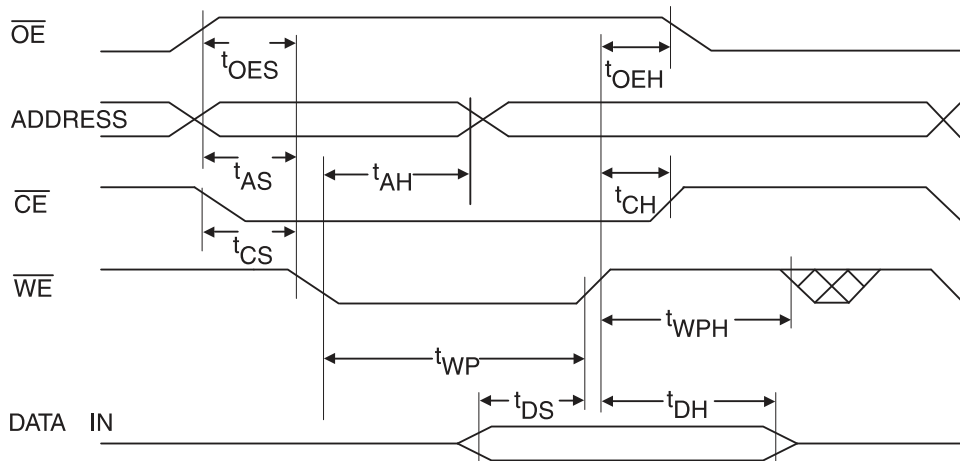 OE
tOES
tOEH
ADDRESS
tAS
tAH
CE
tCH
tCS
WE
tWPH
tWP
tDS
tDH
DATA IN